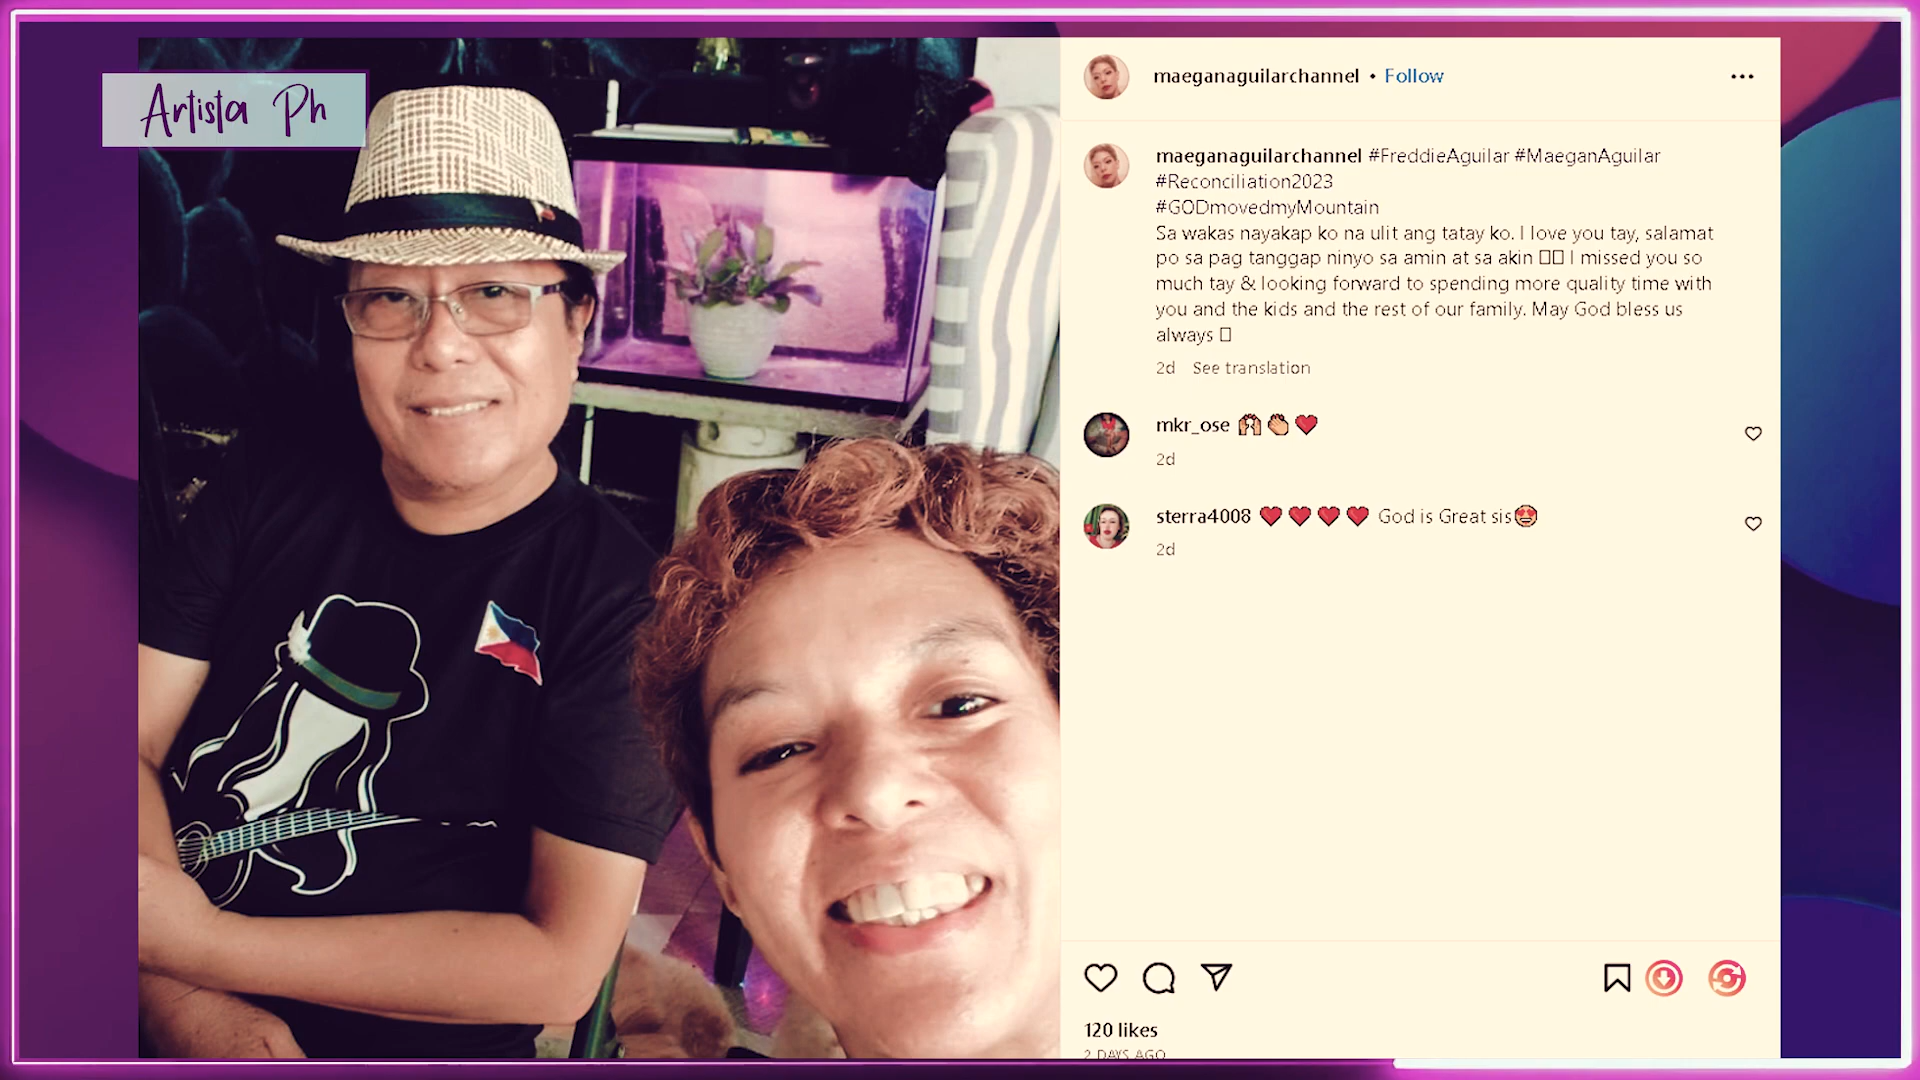 Artista Ph
maeganaguilarchannel • Follow
maeganaguilarchannel #FreddieAguilar #MaeganAguilar
#Reconciliation2023
#GODmovedmyMountain
Sa wakas nayakap ko na ulit ang tatay ko. I love you tay, salamat
po sa pag tanggap ninyo sa amin at sa akin I missed you so
much tay & looking forward to spending more quality time with
you and the kids and the rest of our family. May God bless us
always
2d See translation
mkr_ose 🙌👏❤️
2d
sterra4008 ❤️❤️❤️❤️ God is Great sis😍
2d
120 likes
2 DAYS AGO